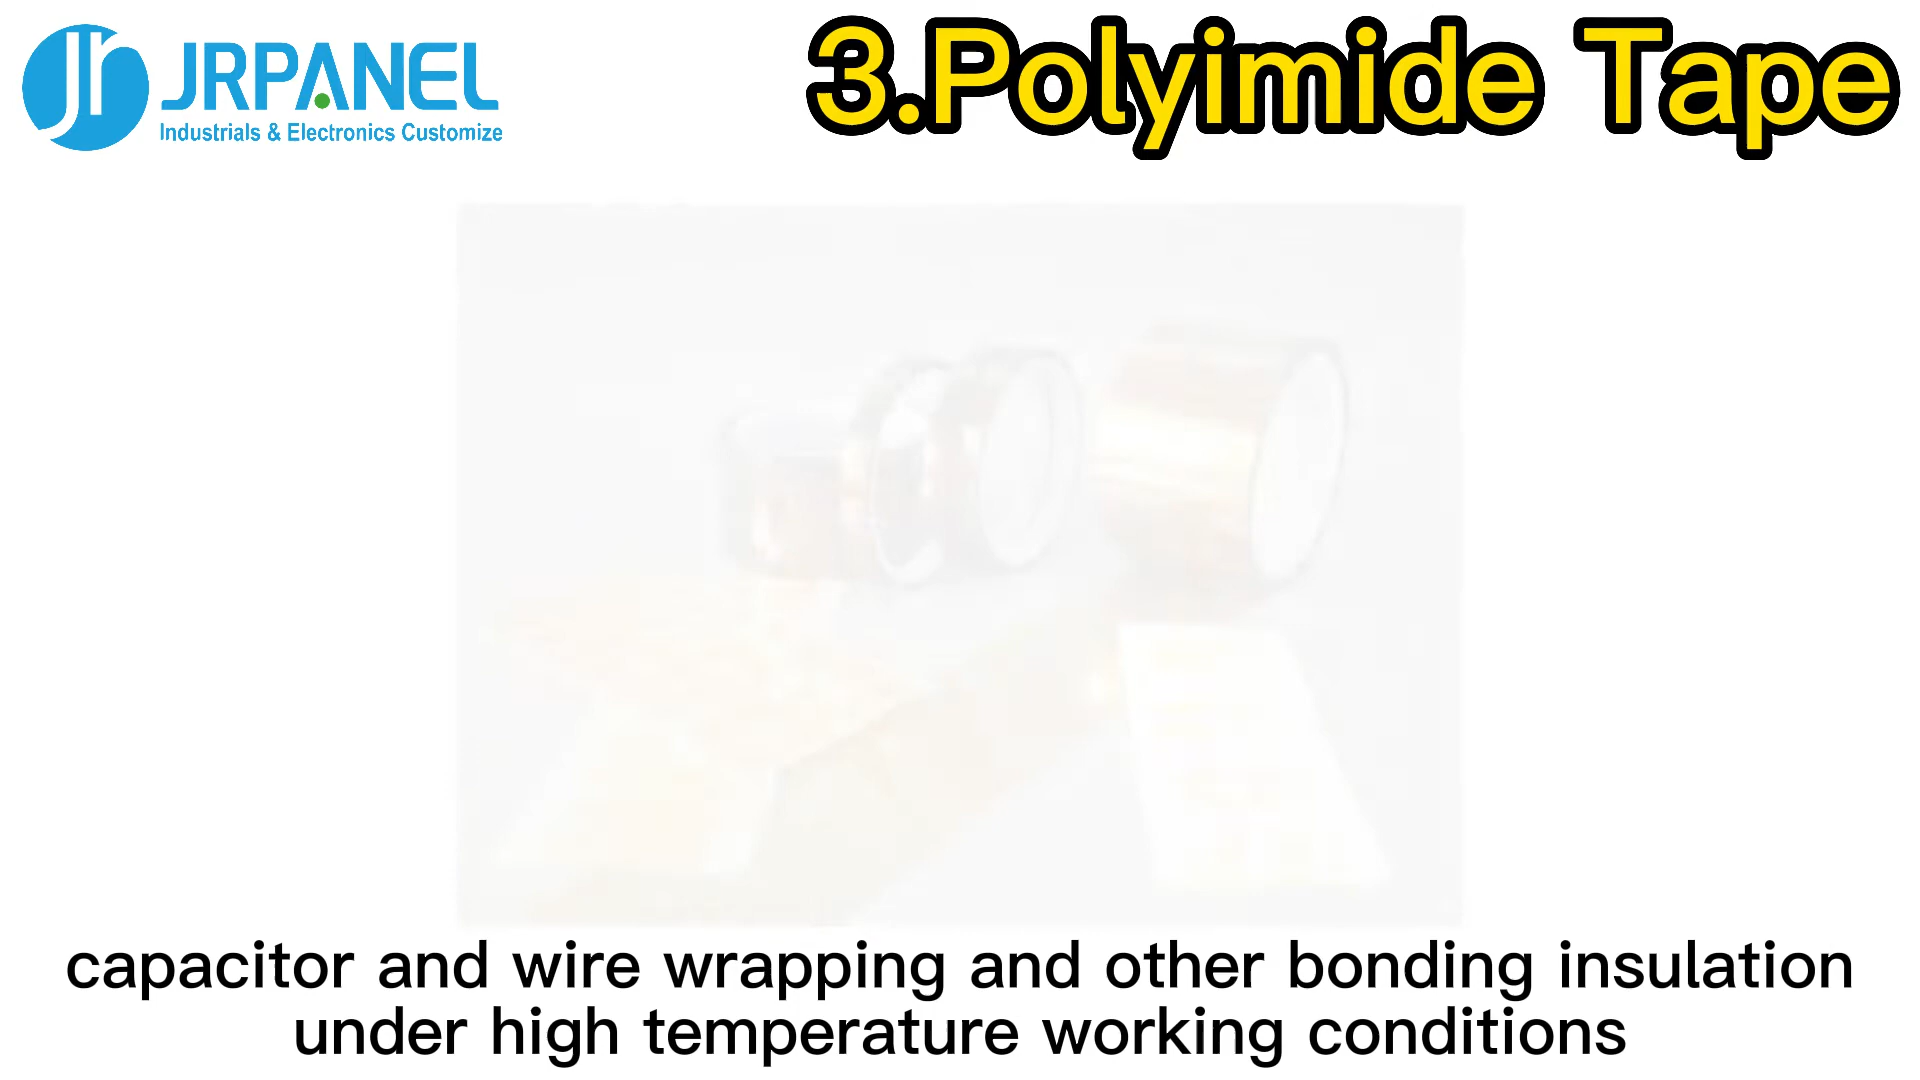 JRPANEL
Industrials & Electronics Customize
3.Polyimide Tape
capacitor and wire wrapping and other bonding insulation
under high temperature working conditions